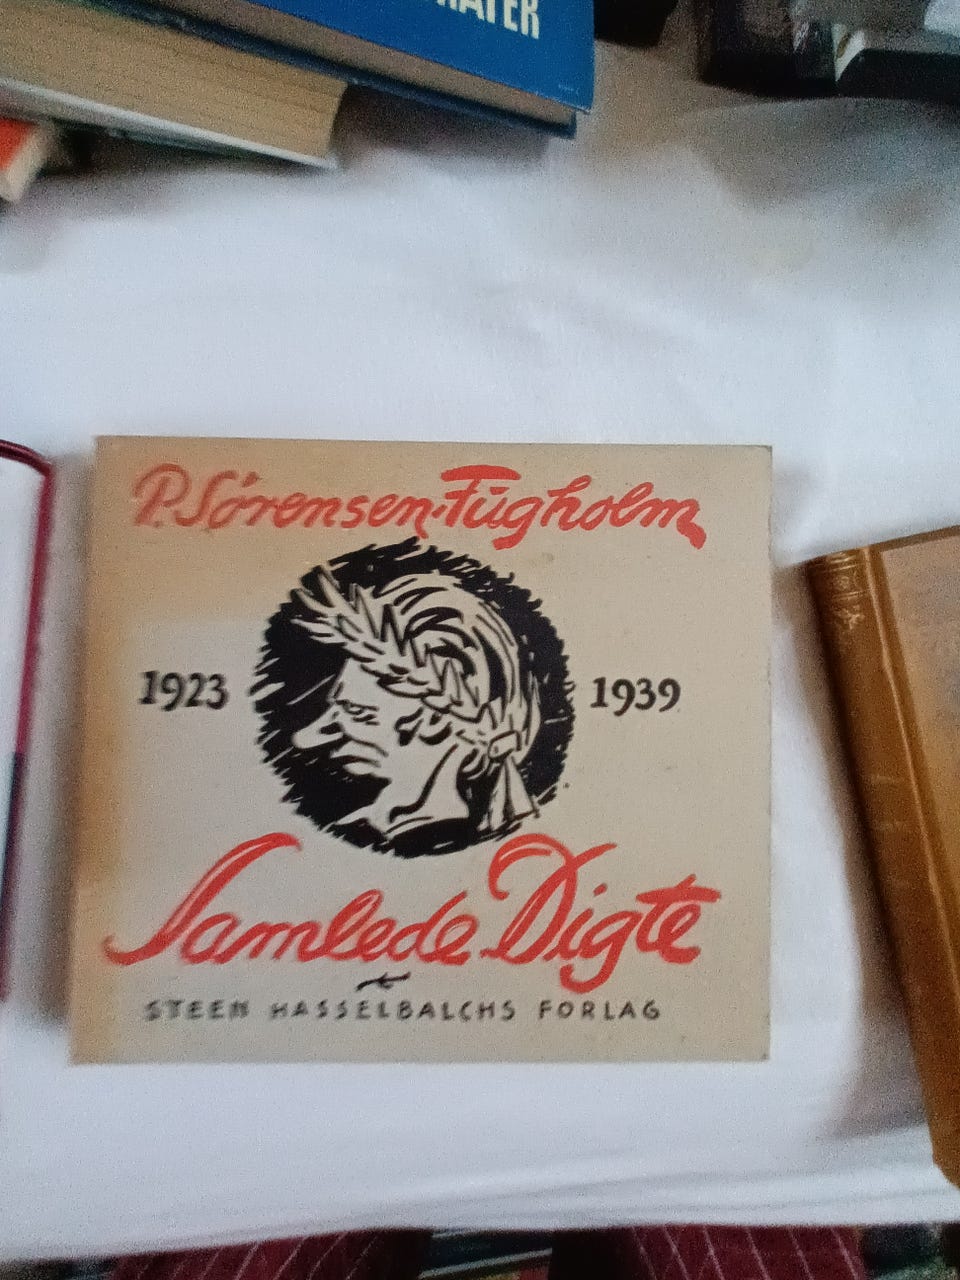 P. Sørensen-Fugholm
1923 1939
Samlede Digte
STEEN HASSELBALCHS FORLAG